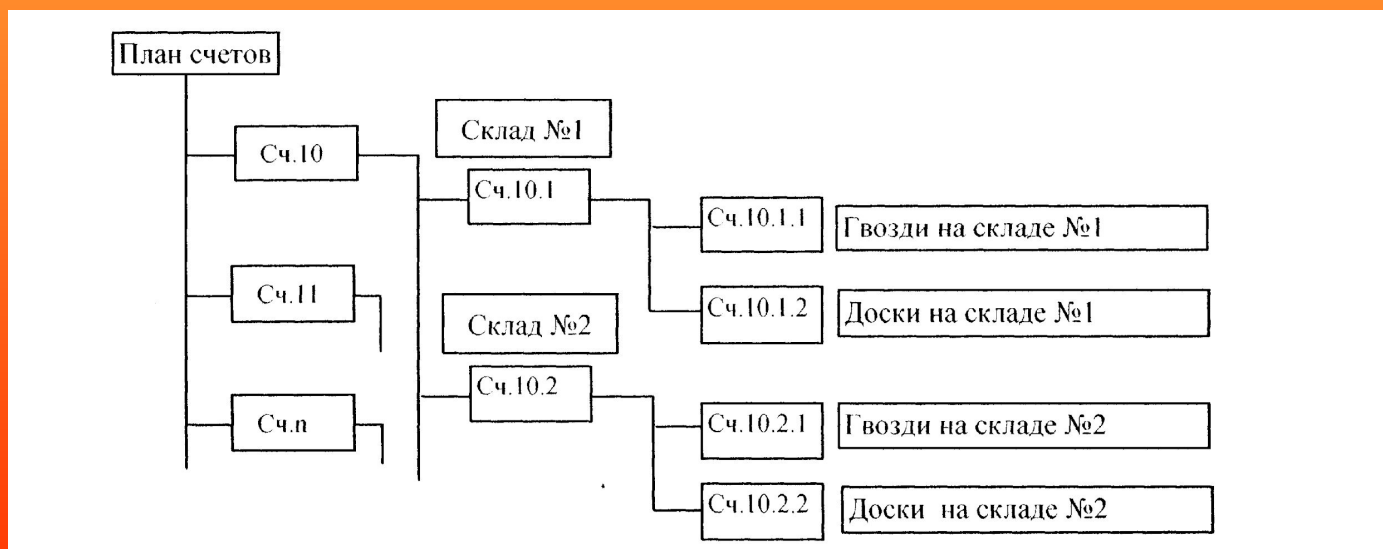 План счетов
Склад №1
Сч.10
Сч.10.1
Сч.10.1.1
Гвозди на складе №1
Сч.11
Сч.10.1.2
Доски на складе №1
Склад №2
Сч.10.2
Сч.n
Сч.10.2.1
Гвозди на складе №2
Сч.10.2.2
Доски на складе №2